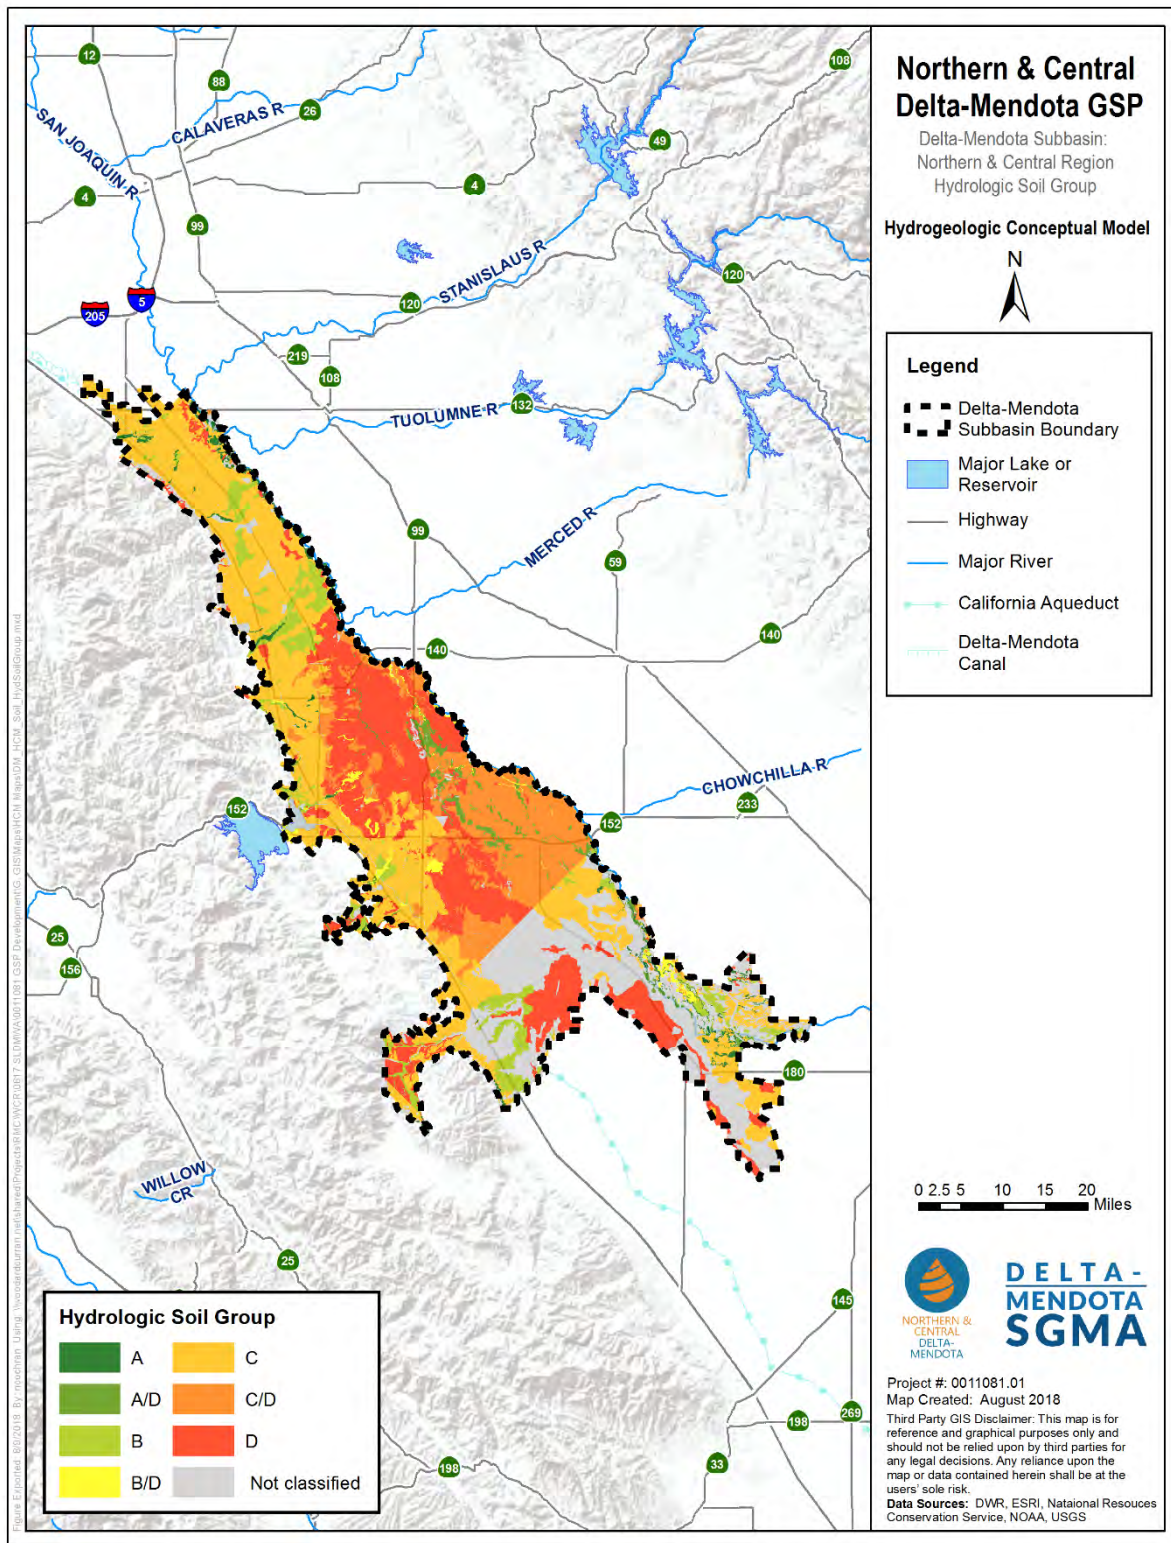 Northern & Central
Delta-Mendota GSP
Delta-Mendota Subbasin:
Northern & Central Region
Hydrologic Soil Group
Hydrogeologic Conceptual Model
N
Legend
Delta-Mendota
Subbasin Boundary
Major Lake or
Reservoir
Highway
Major River
California Aqueduct
Delta-Mendota
Canal
0 2.5 5 10 15 20
Miles
NORTHERN &
CENTRAL
DELTA-
MENDOTA
DELTA-
MENDOTA
SGMA
Project #: 0011081.01
Map Created: August 2018
Third Party GIS Disclaimer: This map is for
reference and graphical purposes only and
should not be relied upon by third parties for
any legal decisions. Any reliance upon the
map or data contained herein shall be at the
users' sole risk.
Data Sources: DWR, ESRI, Nataional Resouces
Conservation Service, NOAA, USGS
12
88
108
26
CALAVERAS R
SAN JOAQUIN R
49
4
4
99
STANISLAUS R
120
5
205
120
219
108
132
TUOLUMNE R
99
MERCED R
59
140
140
CHOWCHILLA R
233
152
152
25
156
180
WILLOW
CR
25
145
269
198
33
198
Hydrologic Soil Group
A
C
A/D
C/D
B
D
B/D
Not classified